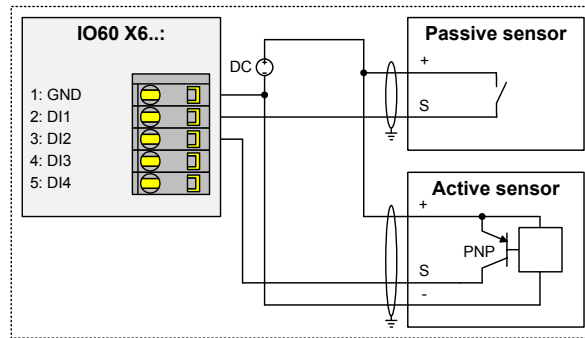 IO60 X6..:
1: GND
2: DI1
3: DI2
4: DI3
5: DI4
DC
+
-
Passive sensor
+
S
Active sensor
+
PNP
S
-